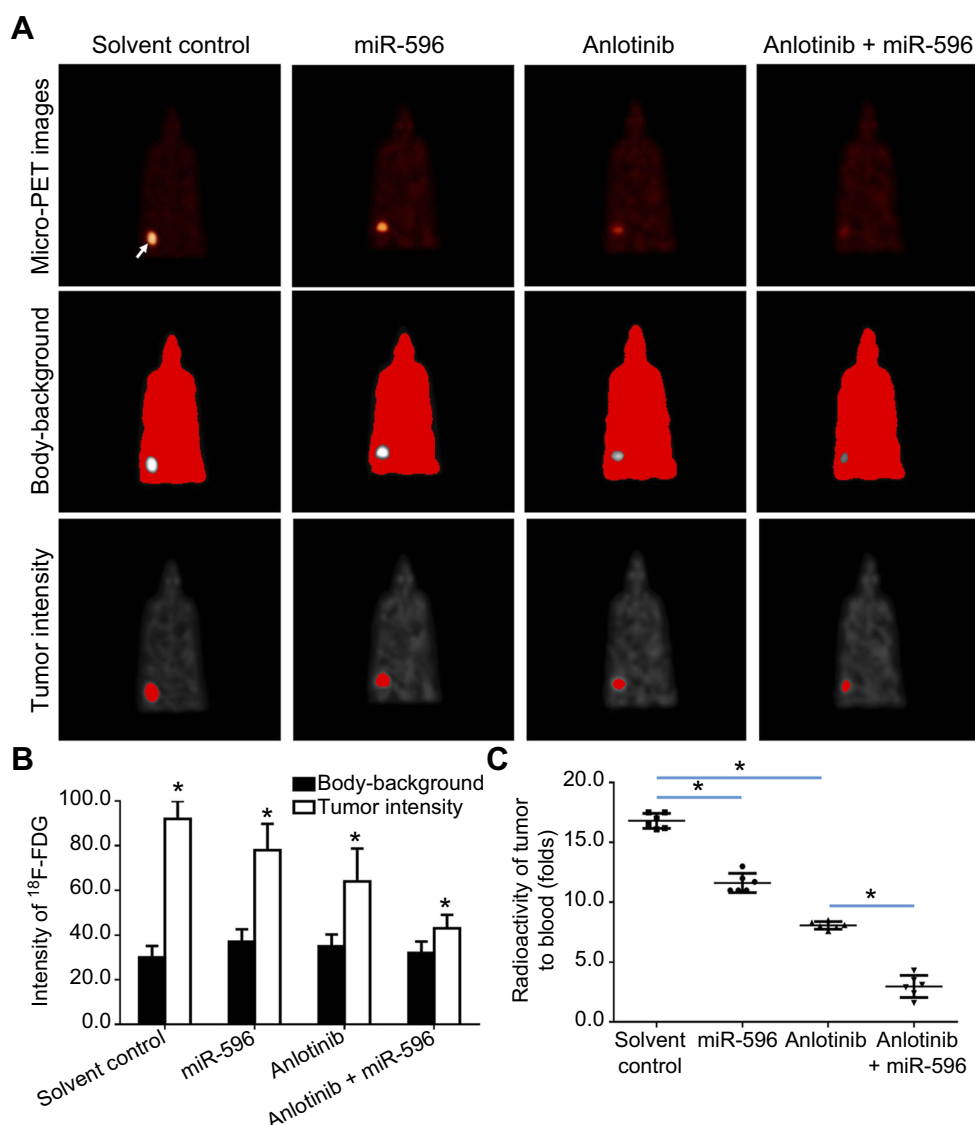 A
Solvent control
miR-596
Anlotinib
Anlotinib + miR-596
Micro-PET images
Body-background
Tumor intensity
B
Body-background
Tumor intensity
Intensity of ¹⁸F-FDG
100.0
80.0
60.0
40.0
20.0
0.0
*
*
*
*
Solvent control
miR-596
Anlotinib
Anlotinib + miR-596
C
Radioactivity of tumor
to blood (folds)
20.0
15.0
10.0
5.0
0.0
*
*
*
Solvent
control
miR-596
Anlotinib
Anlotinib
+ miR-596